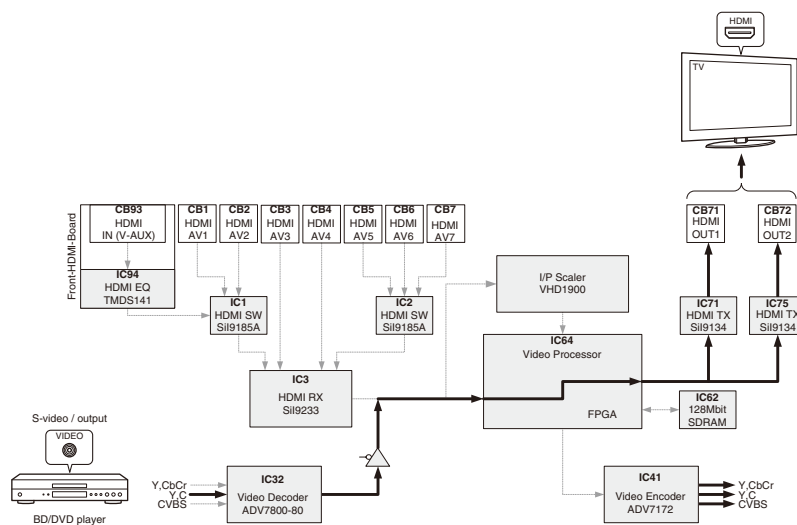 HDMI
TV
CB93
HDMI
IN (V-AUX)
CB1
HDMI
AV1
CB2
HDMI
AV2
CB3
HDMI
AV3
CB4
HDMI
AV4
CB5
HDMI
AV5
CB6
HDMI
AV6
CB7
HDMI
AV7
CB71
HDMI
OUT1
CB72
HDMI
OUT2
Front-HDMI-Board
IC94
HDMI EQ
TMDS141
IC1
HDMI SW
SiI9185A
IC2
HDMI SW
SiI9185A
I/P Scaler
VHD1900
IC71
HDMI TX
SiI9134
IC75
HDMI TX
SiI9134
IC64
Video Processor
FPGA
IC3
HDMI RX
SiI9233
IC62
128Mbit
SDRAM
S-video / output
VIDEO
BD/DVD player
Y,CbCr
Y,C
CVBS
IC32
Video Decoder
ADV7800-80
IC41
Video Encoder
ADV7172
Y,CbCr
Y,C
CVBS